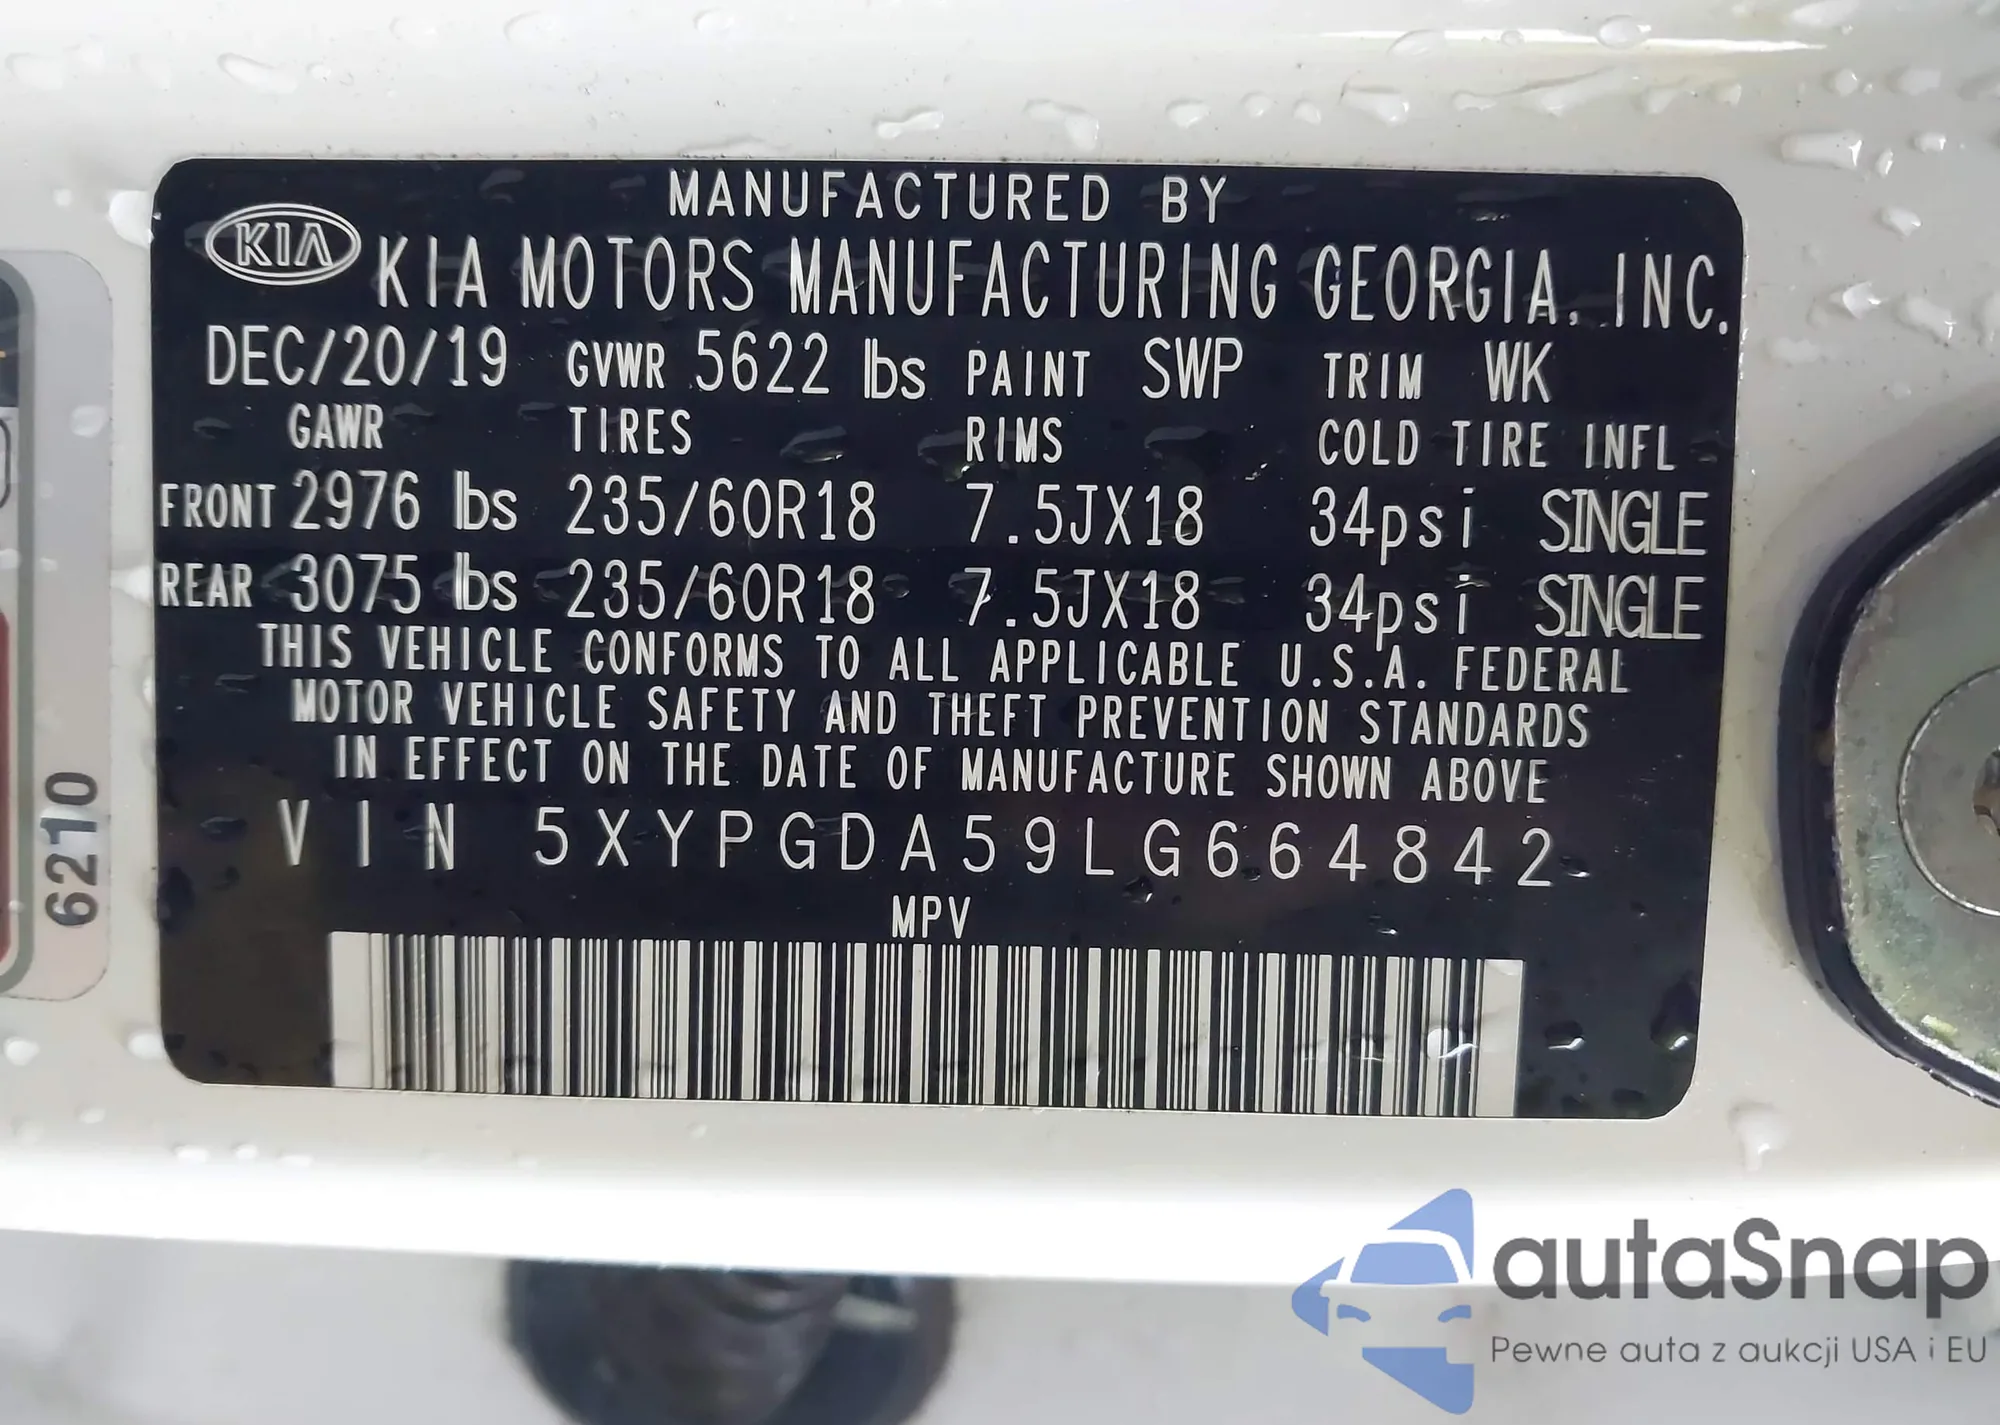 MANUFACTURED BY
KIA KIA MOTORS MANUFACTURING GEORGIA, INC.
DEC/20/19 GVWR 5622 lbs PAINT SWP TRIM WK
GAWR TIRES RIMS COLD TIRE INFL
FRONT 2976 lbs 235/60R18 7.5JX18 34psi SINGLE
REAR 3075 lbs 235/60R18 7.5JX18 34psi SINGLE
THIS VEHICLE CONFORMS TO ALL APPLICABLE U.S.A. FEDERAL
MOTOR VEHICLE SAFETY AND THEFT PREVENTION STANDARDS
IN EFFECT ON THE DATE OF MANUFACTURE SHOWN ABOVE
VIN 5XYPGDA59LG664842
MPV
6210
autaSnap
Pewne auta z aukcji USA i EU